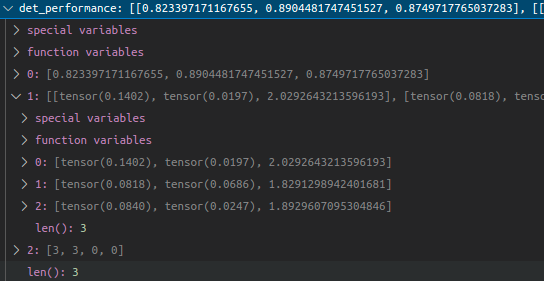 det_performance: [[0.823397171167655, 0.8904481747451527, 0.8749717765037283], [[
special variables
function variables
0: [0.823397171167655, 0.8904481747451527, 0.8749717765037283]
1: [[tensor(0.1402), tensor(0.0197), 2.0292643213596193], [tensor(0.0818), tenso
special variables
function variables
0: [tensor(0.1402), tensor(0.0197), 2.0292643213596193]
1: [tensor(0.0818), tensor(0.0686), 1.8291298942401681]
2: [tensor(0.0840), tensor(0.0247), 1.8929607095304846]
len(): 3
2: [3, 3, 0, 0]
len(): 3